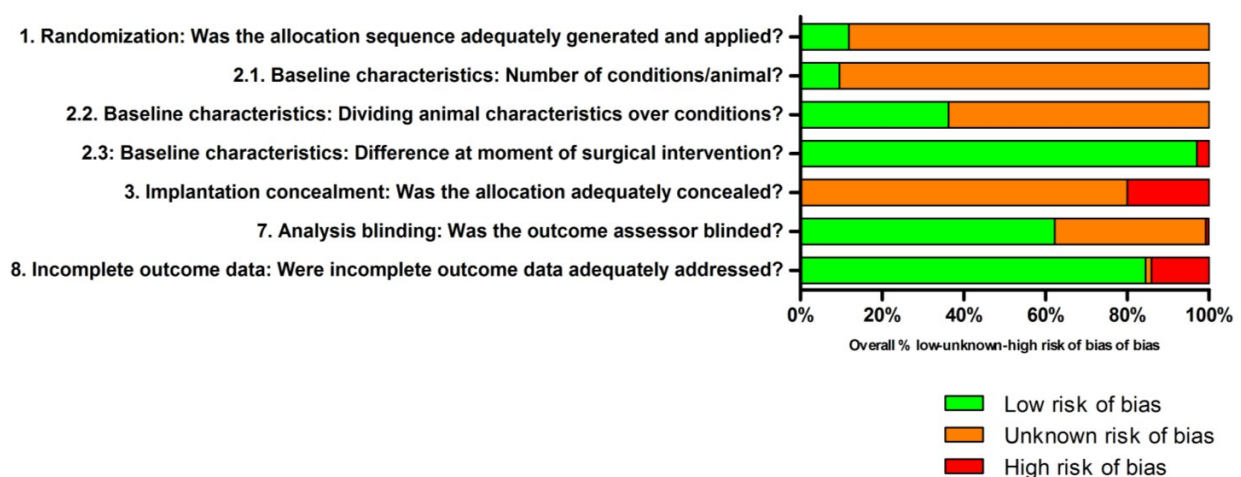 1. Randomization: Was the allocation sequence adequately generated and applied?
2.1. Baseline characteristics: Number of conditions/animal?
2.2. Baseline characteristics: Dividing animal characteristics over conditions?
2.3: Baseline characteristics: Difference at moment of surgical intervention?
3. Implantation concealment: Was the allocation adequately concealed?
7. Analysis blinding: Was the outcome assessor blinded?
8. Incomplete outcome data: Were incomplete outcome data adequately addressed?
0% 20% 40% 60% 80% 100%
Overall % low-unknown-high risk of bias of bias
Low risk of bias
Unknown risk of bias
High risk of bias